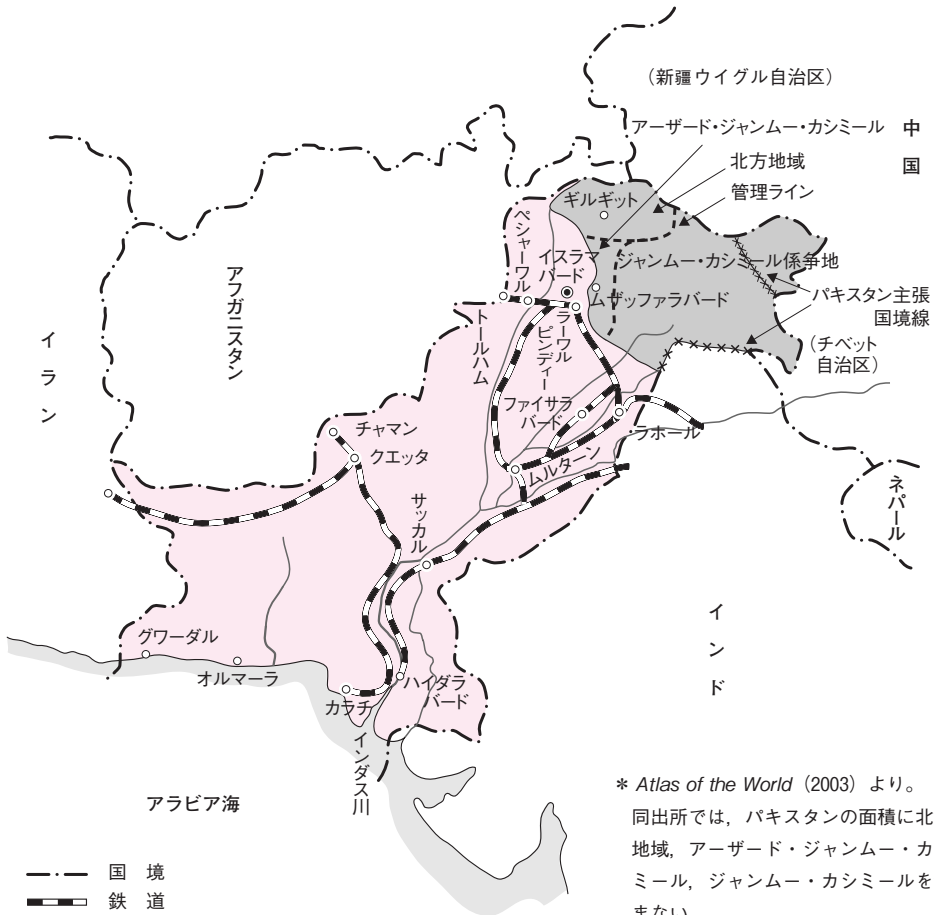 （新疆ウイグル自治区）
アーザード・ジャンムー・カシミール
中国
北方地域
管理ライン
ギルギット
ペシャーワル
イスラマ
バード
ジャンムー・カシミール係争地
ムザッファラバード
パキスタン主張
国境線
（チベット
自治区）
アフガニスタン
イラン
トールハム
ラーワル
ピンディー
ファイサラ
バード
ラホール
チャマン
クエッタ
ムルターン
サッカル
ネパール
インド
グワーダル
オルマーラ
カラチ
ハイダラ
バード
インダス川
アラビア海
＊ Atlas of the World（2003）より。
同出所では，パキスタンの面積に北
地域，アーザード・ジャンムー・カ
ミール，ジャンムー・カシミールを
まない
国 境
鉄 道